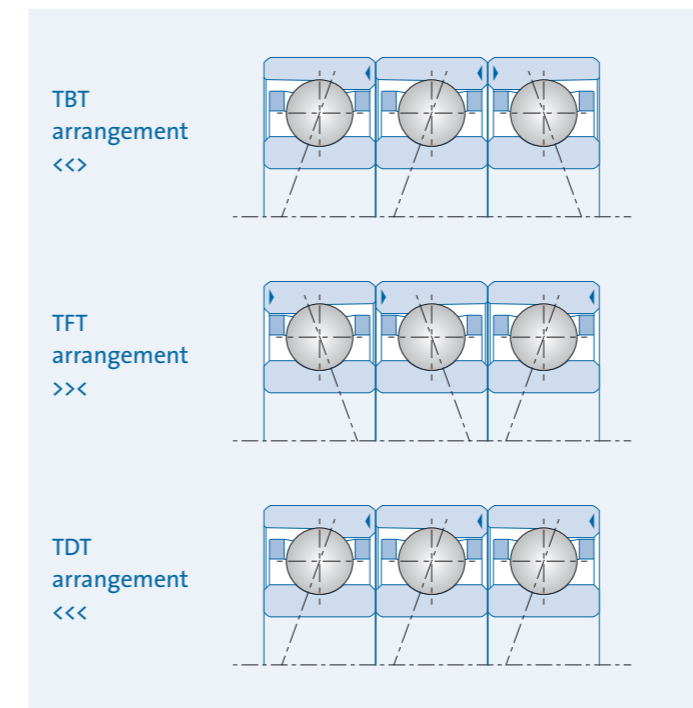 TBT
arrangement
<<>
TFT
arrangement
>><
TDT
arrangement
<<<